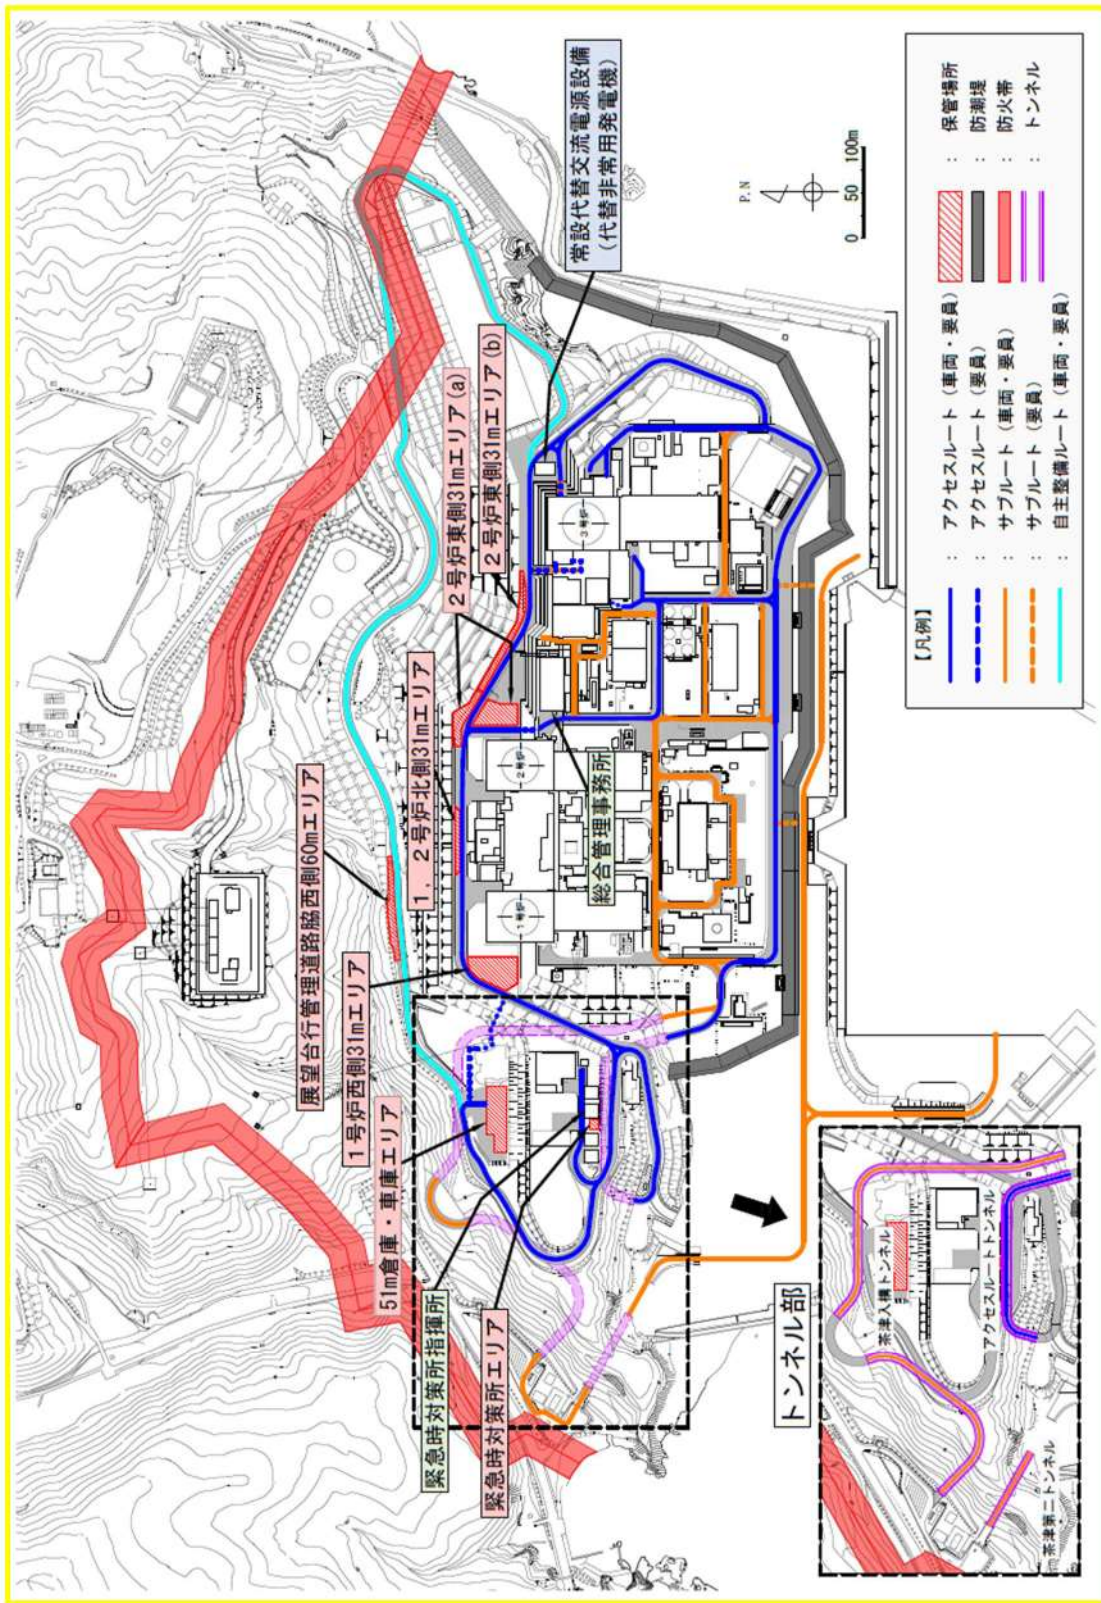 展望台行管理道路脇西側60mエリア
1号炉西側31mエリア
51m倉庫・車庫エリア
緊急時対策所指揮所
緊急時対策所エリア
1，2号炉北側31mエリア
2号炉東側31mエリア(a)
2号炉東側31mエリア(b)
常設代替交流電源設備
(代替非常用発電機)
総合管理事務所
1号炉
2号炉
3号炉
P.N
0 50 100m
トンネル部
茶津入構トンネル
アクセスルートトンネル
茶津第二トンネル
【凡例】
： アクセスルート（車両・要員）
： アクセスルート（要員）
： サブルート（車両・要員）
： サブルート（要員）
： 自主整備ルート（車両・要員）
： 保管場所
： 防潮堤
： 防火帯
： トンネル